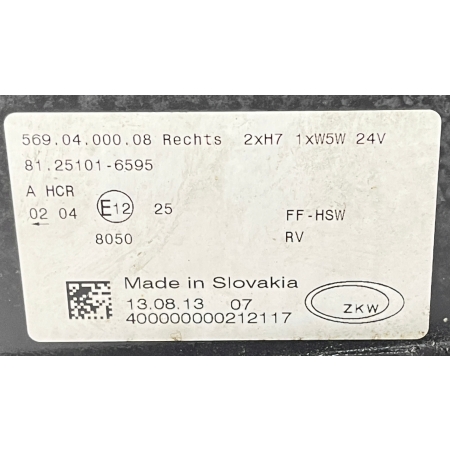 569.04.000.08 Rechts 2xH7 1xW5W 24V
81.25101-6595
A HCR
02 04 E12 25 FF-HSW
8050 RV
Made in Slovakia
13.08.13 07
400000000212117
ZKW